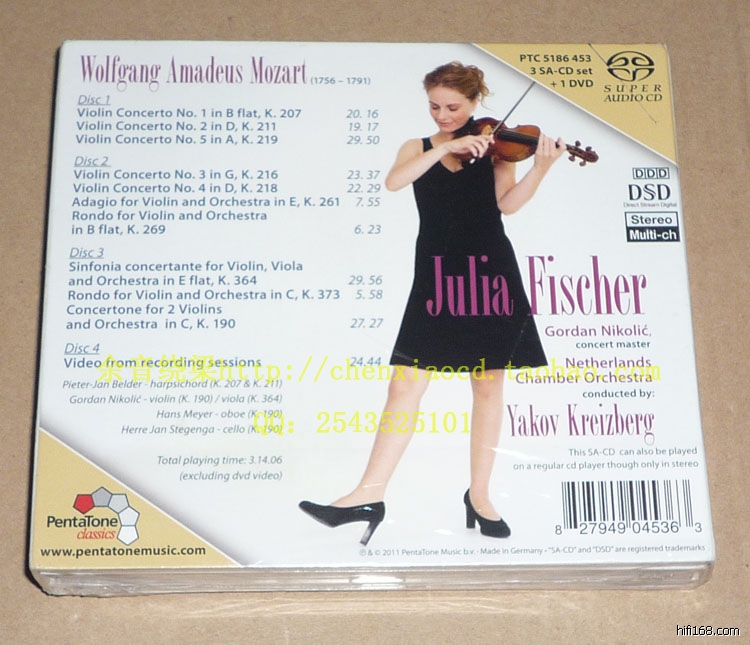 Wolfgang Amadeus Mozart (1756 – 1791)
Disc 1
Violin Concerto No. 1 in B flat, K. 207 20. 16
Violin Concerto No. 2 in D, K. 211 19. 17
Violin Concerto No. 5 in A, K. 219 29. 50
Disc 2
Violin Concerto No. 3 in G, K. 216 23. 37
Violin Concerto No. 4 in D, K. 218 22. 29
Adagio for Violin and Orchestra in E, K. 261 7. 55
Rondo for Violin and Orchestra
in B flat, K. 269 6. 23
Disc 3
Sinfonia concertante for Violin, Viola
and Orchestra in E flat, K. 364 29. 56
Rondo for Violin and Orchestra in C, K. 373 5. 58
Concertone for 2 Violins
and Orchestra in C, K. 190 27. 27
Disc 4
Video from recording sessions 24.44
Pieter-Jan Belder - harpsichord (K. 207 & K. 211)
Gordan Nikolić - violin (K. 190) / viola (K. 364)
Hans Meyer - oboe (K. 190)
Herre Jan Stegenga - cello (K. 190)
Total playing time: 3.14.06
(excluding dvd video)
PentaTone
classics
www.pentatonemusic.com
PTC 5186 453
3 SA-CD set
+ 1 DVD
SUPER
AUDIO CD
DDD
DSD
Direct Stream Digital
Stereo
Multi-ch
Julia Fischer
Gordan Nikolić,
concert master
Netherlands
Chamber Orchestra
conducted by:
Yakov Kreizberg
This SA-CD can also be played
on a regular cd player though only in stereo
8 27949 04536 3
℗ & © 2011 PentaTone Music b.v. - Made in Germany - "SA-CD" and "DSD" are registered trademarks
东音绕梁 http://chenxiaocd.taobao.com
QQ: 2543525101
hifi168.com